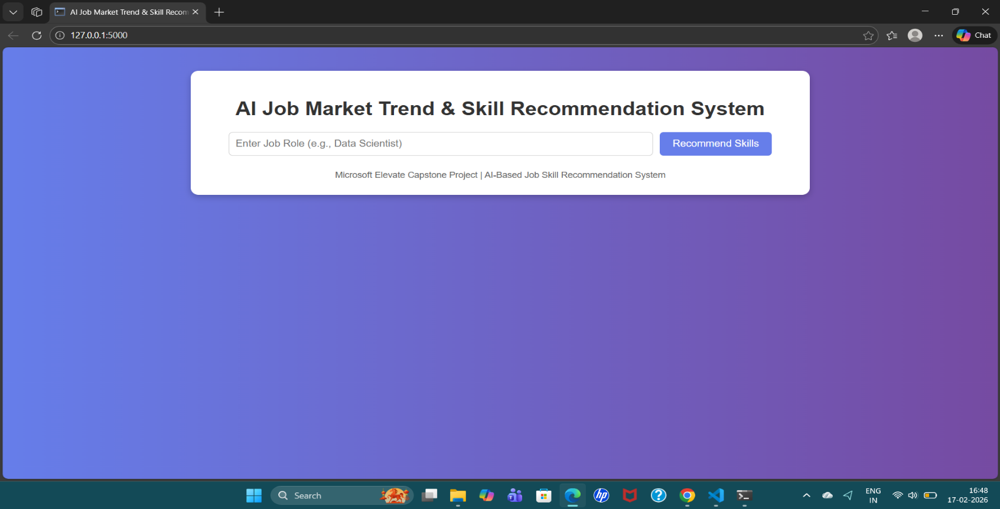 AI Job Market Trend & Skill Recom
127.0.0.1:5000
Chat
AI Job Market Trend & Skill Recommendation System
Enter Job Role (e.g., Data Scientist)
Recommend Skills
Microsoft Elevate Capstone Project | AI-Based Job Skill Recommendation System
Search
hp
ENG
IN
16:48
17-02-2026